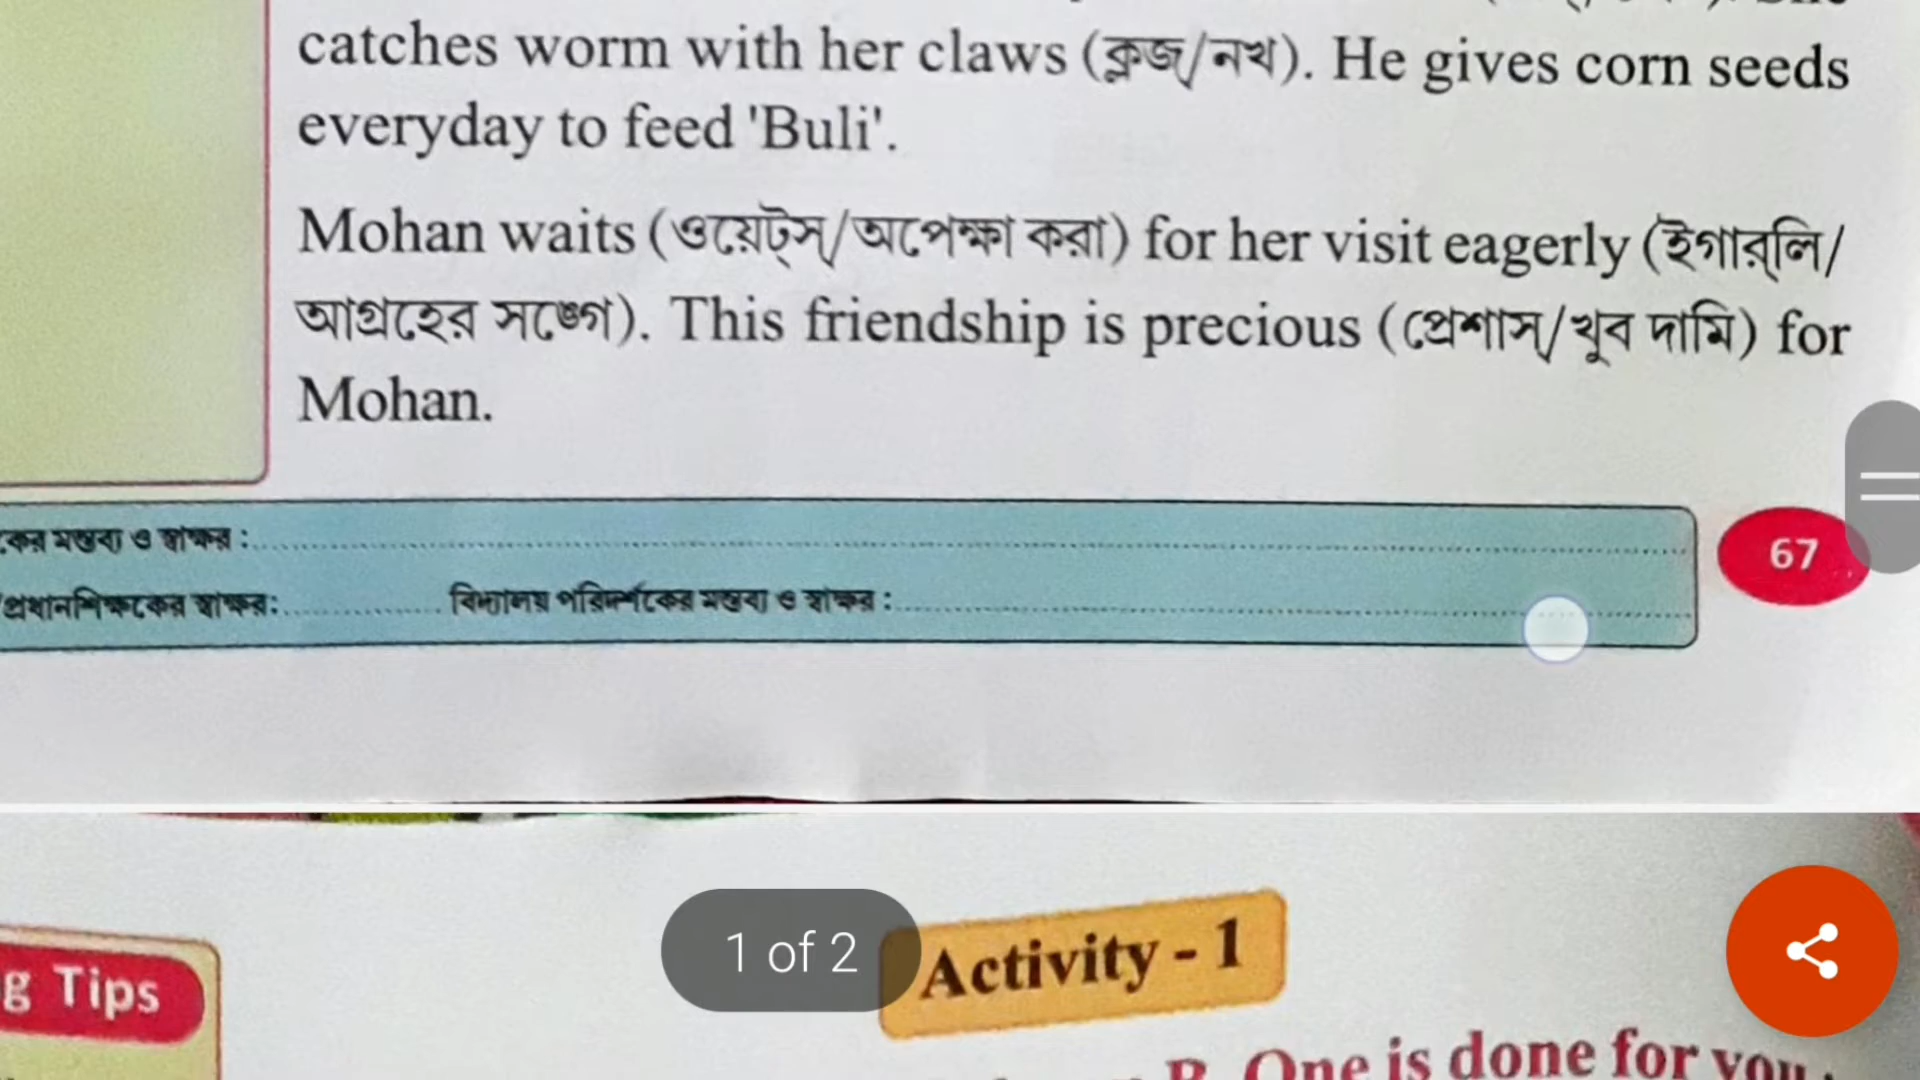 catches worm with her claws (ক্লজ্/নখ). He gives corn seeds
everyday to feed 'Buli'.
Mohan waits (ওয়েট্স্/অপেক্ষা করা) for her visit eagerly (ইগার্লি/
আগ্রহের সঙ্গে). This friendship is precious (প্রেশাস্/খুব দামি) for
Mohan.
মন্তব্য ও স্বাক্ষর :
67
প্রধানশিক্ষকের স্বাক্ষর: বিদ্যালয় পরিদর্শকের মন্তব্য ও স্বাক্ষর :
1 of 2
Activity - 1
g Tips
B. One is done for you.